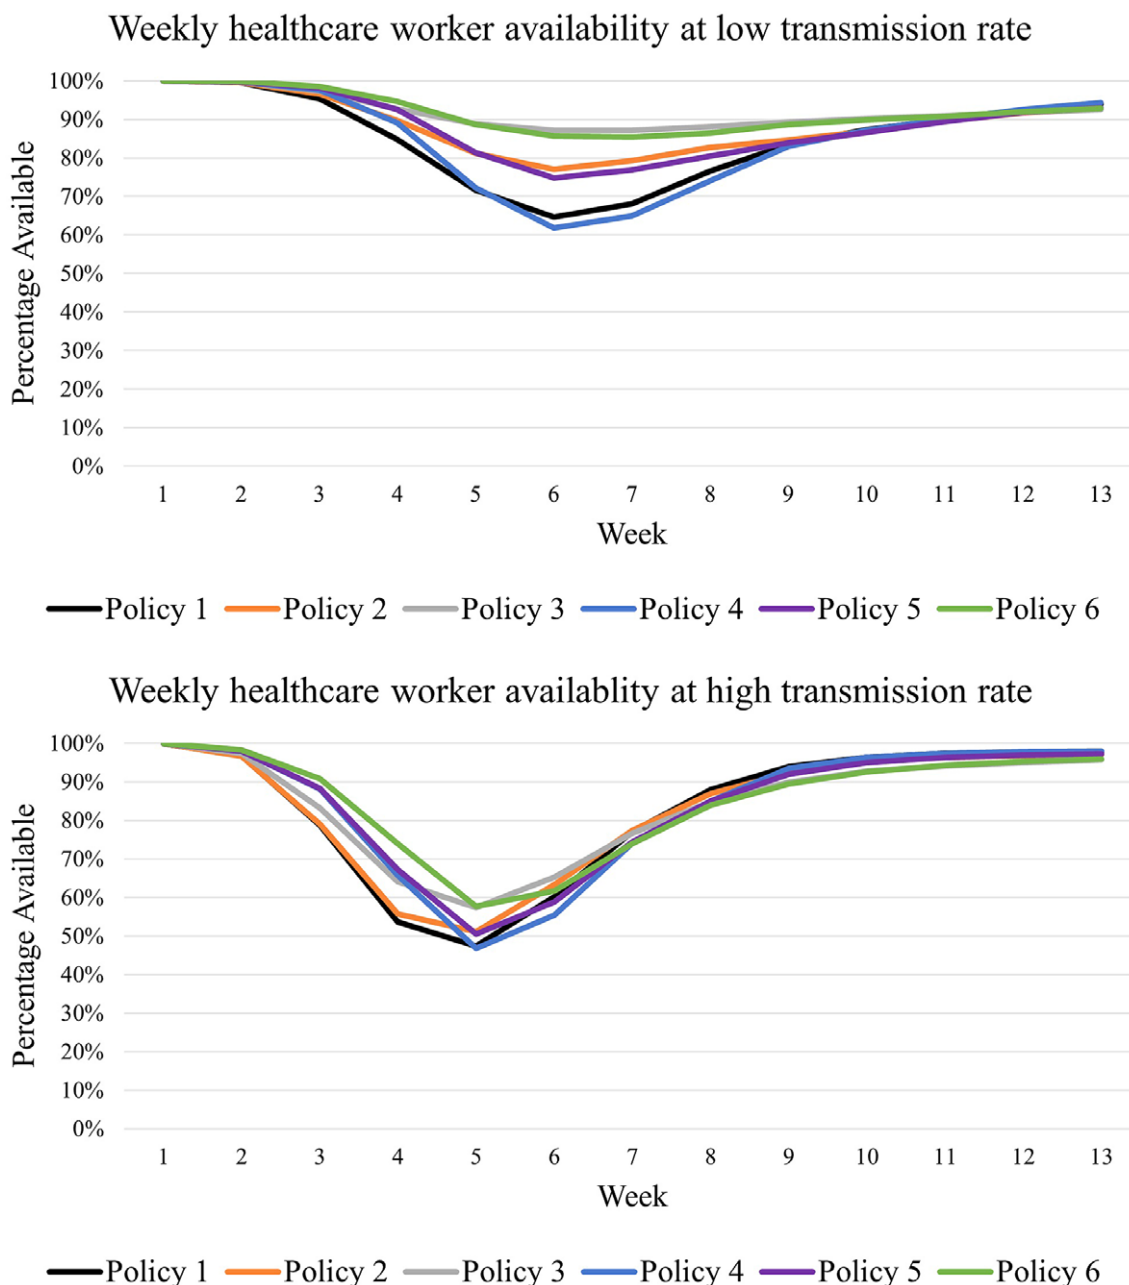 Weekly healthcare worker availability at low transmission rate
100%
90%
80%
70%
60%
50%
40%
30%
20%
10%
0%
Percentage Available
1 2 3 4 5 6 7 8 9 10 11 12 13
Week
Policy 1 Policy 2 Policy 3 Policy 4 Policy 5 Policy 6
Weekly healthcare worker availablity at high transmission rate
100%
90%
80%
70%
60%
50%
40%
30%
20%
10%
0%
Percentage Available
1 2 3 4 5 6 7 8 9 10 11 12 13
Week
Policy 1 Policy 2 Policy 3 Policy 4 Policy 5 Policy 6